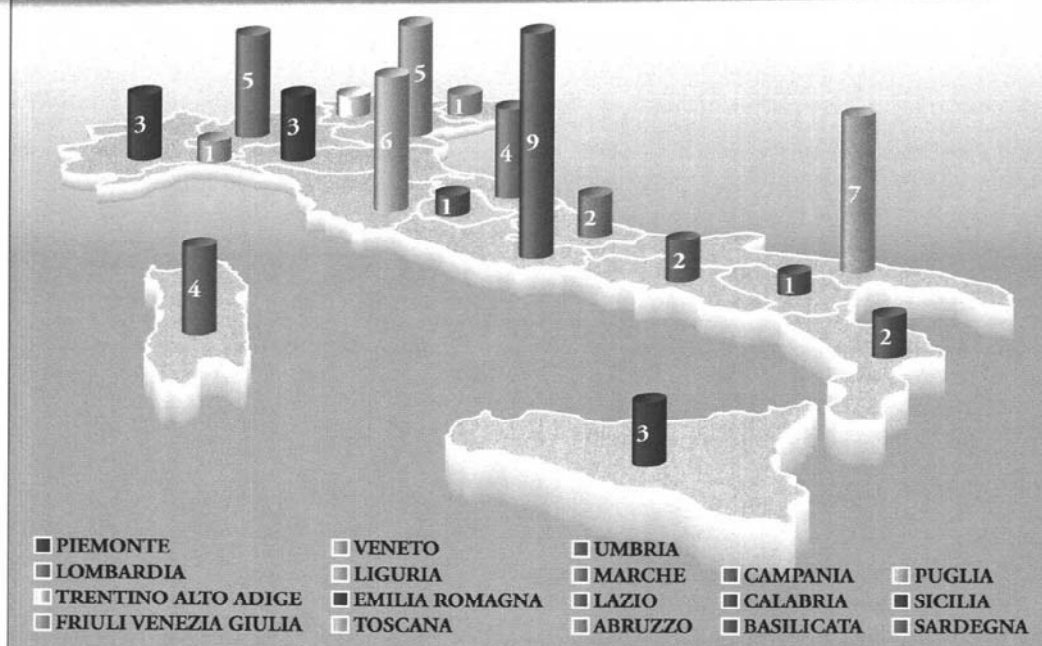 5
5
3
3
1
1
6
4
9
1
2
7
2
1
4
2
3
PIEMONTE
LOMBARDIA
TRENTINO ALTO ADIGE
FRIULI VENEZIA GIULIA
VENETO
LIGURIA
EMILIA ROMAGNA
TOSCANA
UMBRIA
MARCHE
LAZIO
ABRUZZO
CAMPANIA
CALABRIA
BASILICATA
PUGLIA
SICILIA
SARDEGNA